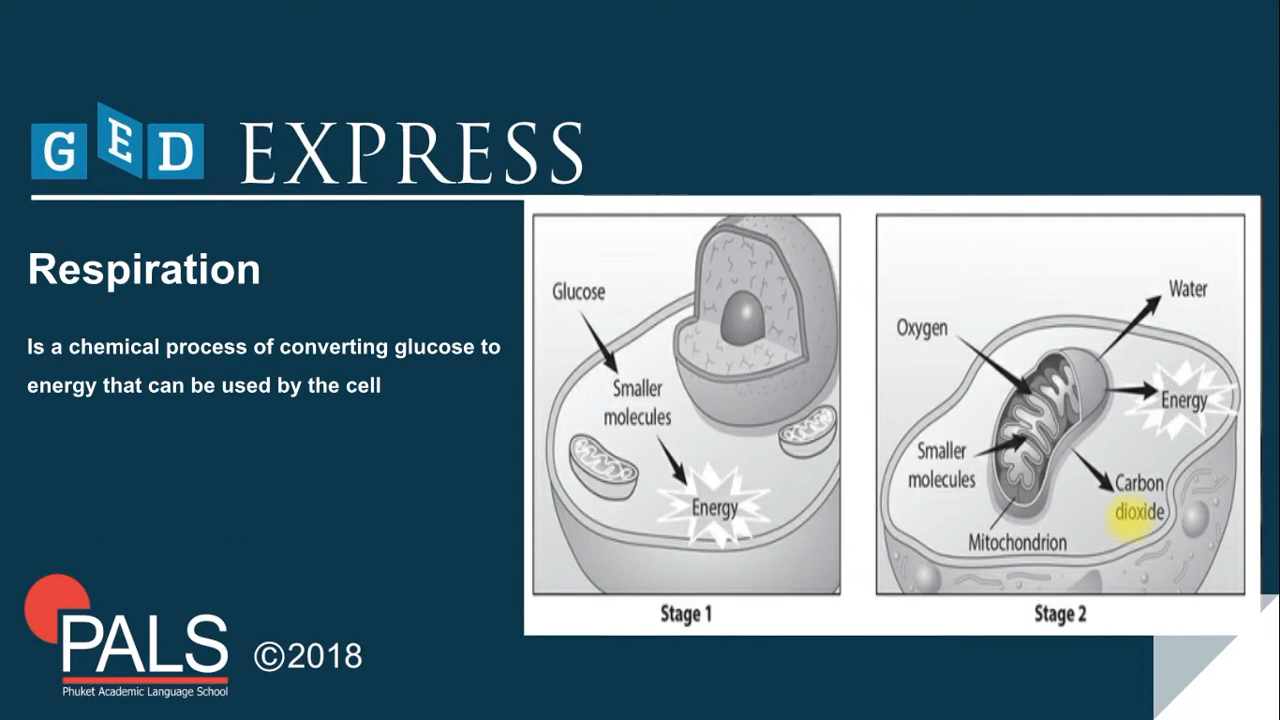 GED EXPRESS
Respiration
Is a chemical process of converting glucose to
energy that can be used by the cell
Glucose
Smaller
molecules
Energy
Stage 1
Oxygen
Water
Energy
Smaller
molecules
Carbon
dioxide
Mitochondrion
Stage 2
PALS
Phuket Academic Language School
©2018